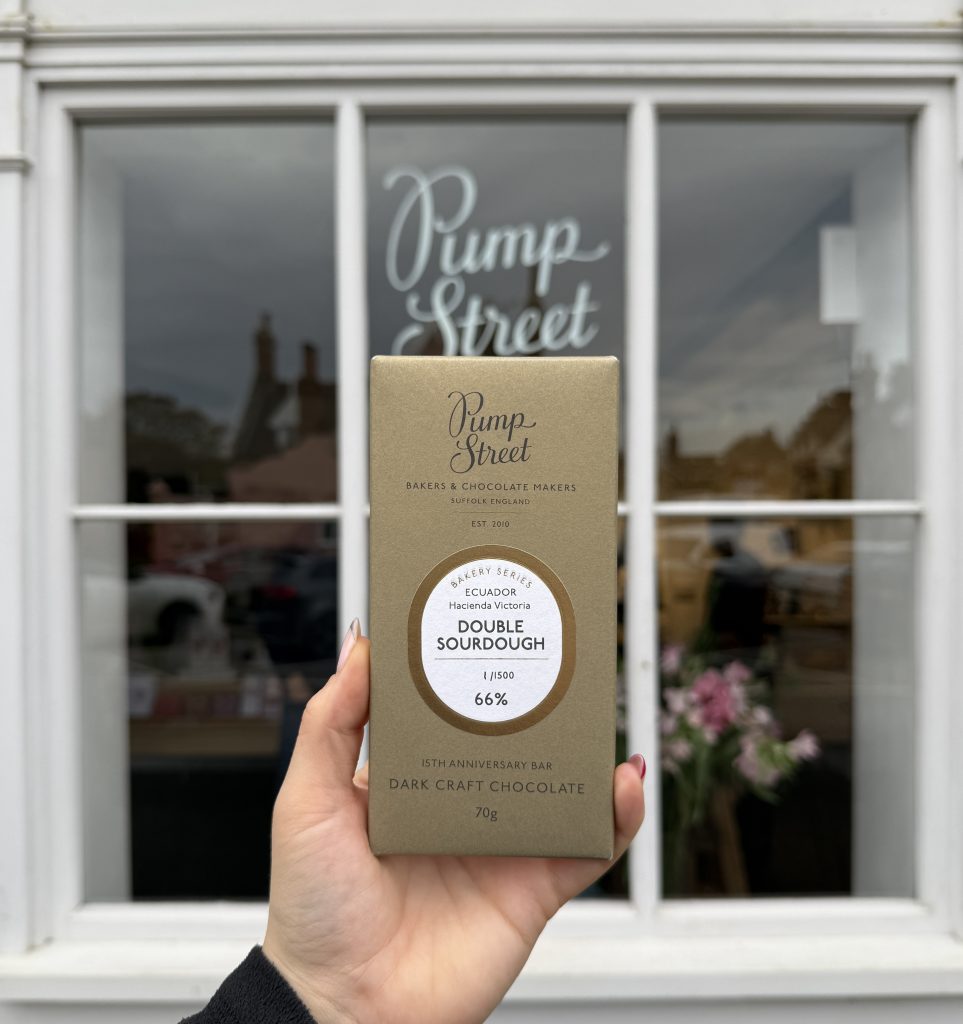 Pump
Street
Pump
Street
BAKERS & CHOCOLATE MAKERS
SUFFOLK ENGLAND
EST. 2010
BAKERY SERIES
ECUADOR
Hacienda Victoria
DOUBLE
SOURDOUGH
1 /1500
66%
15TH ANNIVERSARY BAR
DARK CRAFT CHOCOLATE
70g